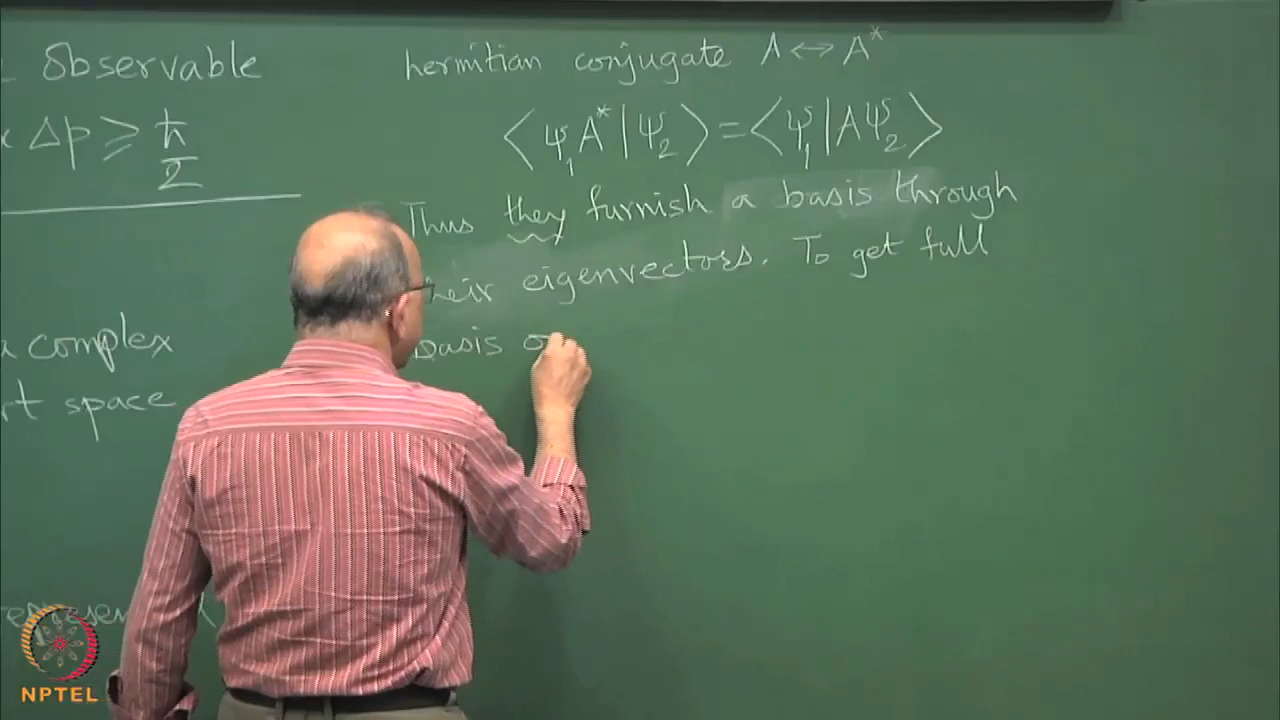 Observable
Δp ≥ ħ/2
a complex
space
hermitian conjugate A ↔ A*
⟨ψ₁A*|ψ₂⟩ = ⟨ψ₁|Aψ₂⟩
Thus they furnish a basis through
their eigenvectors. To get full
basis
NPTEL